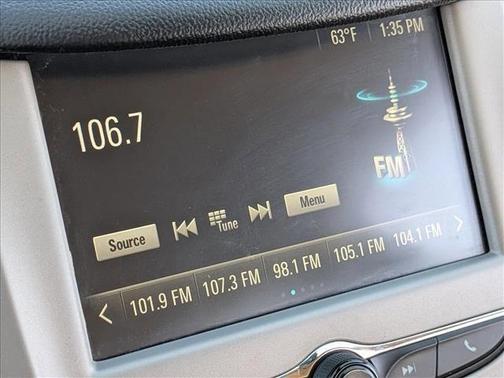 63°F 1:35 PM
106.7
FM
Source Tune Menu
101.9 FM 107.3 FM 98.1 FM 105.1 FM 104.1 FM